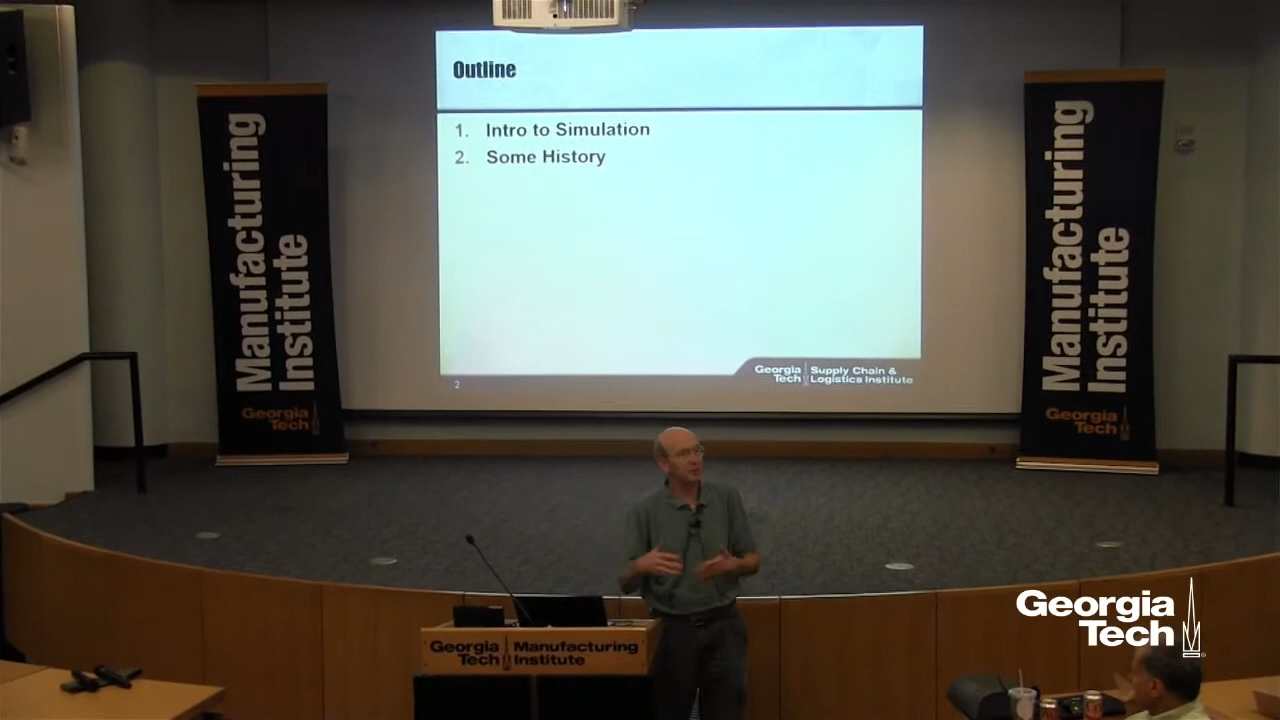 Outline
1. Intro to Simulation
2. Some History
2
Georgia Tech
Supply Chain & Logistics Institute
Manufacturing Institute
Georgia Tech
Manufacturing Institute
Georgia Tech
Georgia Tech
Manufacturing Institute
Georgia Tech